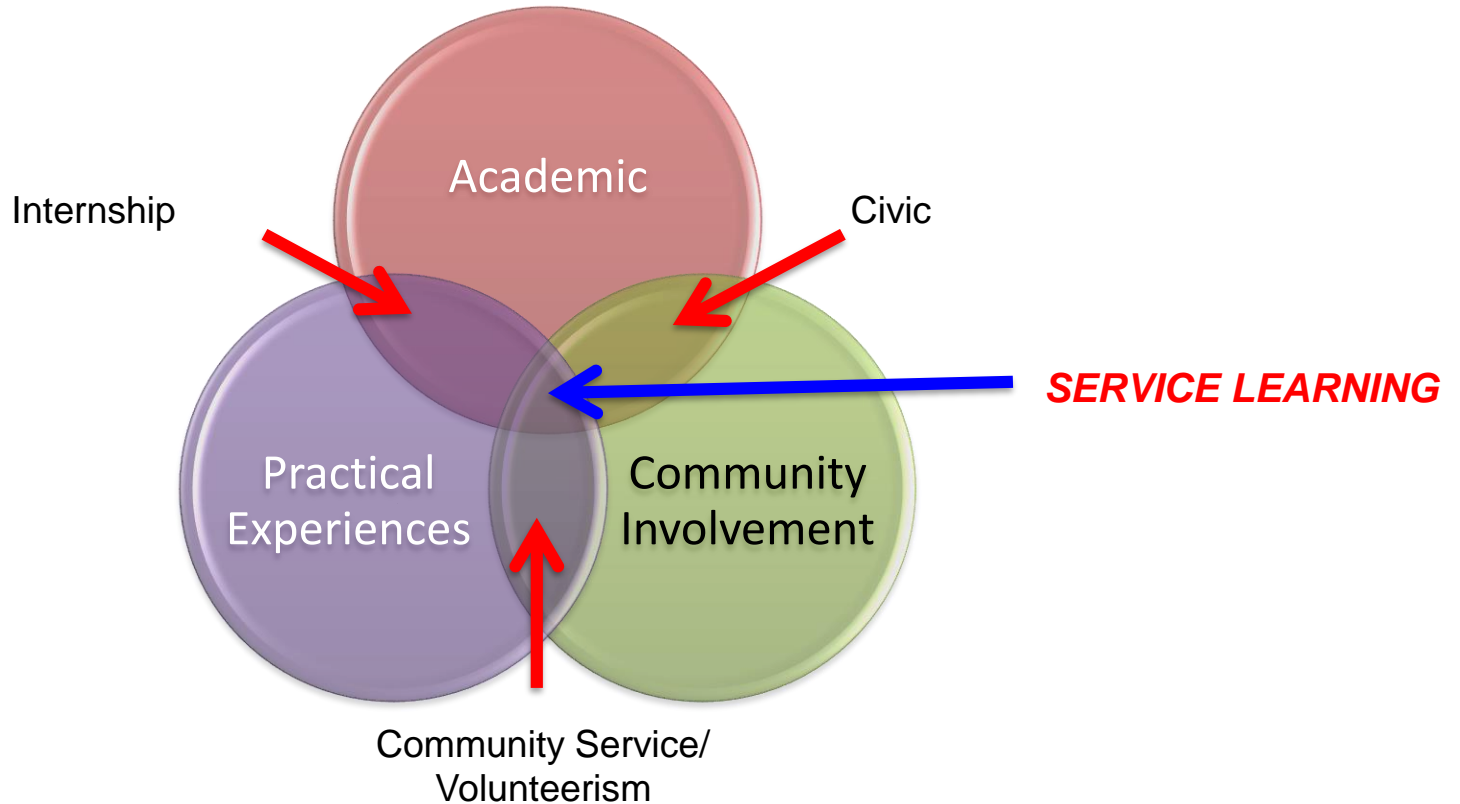 Academic
Internship
Civic
SERVICE LEARNING
Practical
Experiences
Community
Involvement
Community Service/
Volunteerism